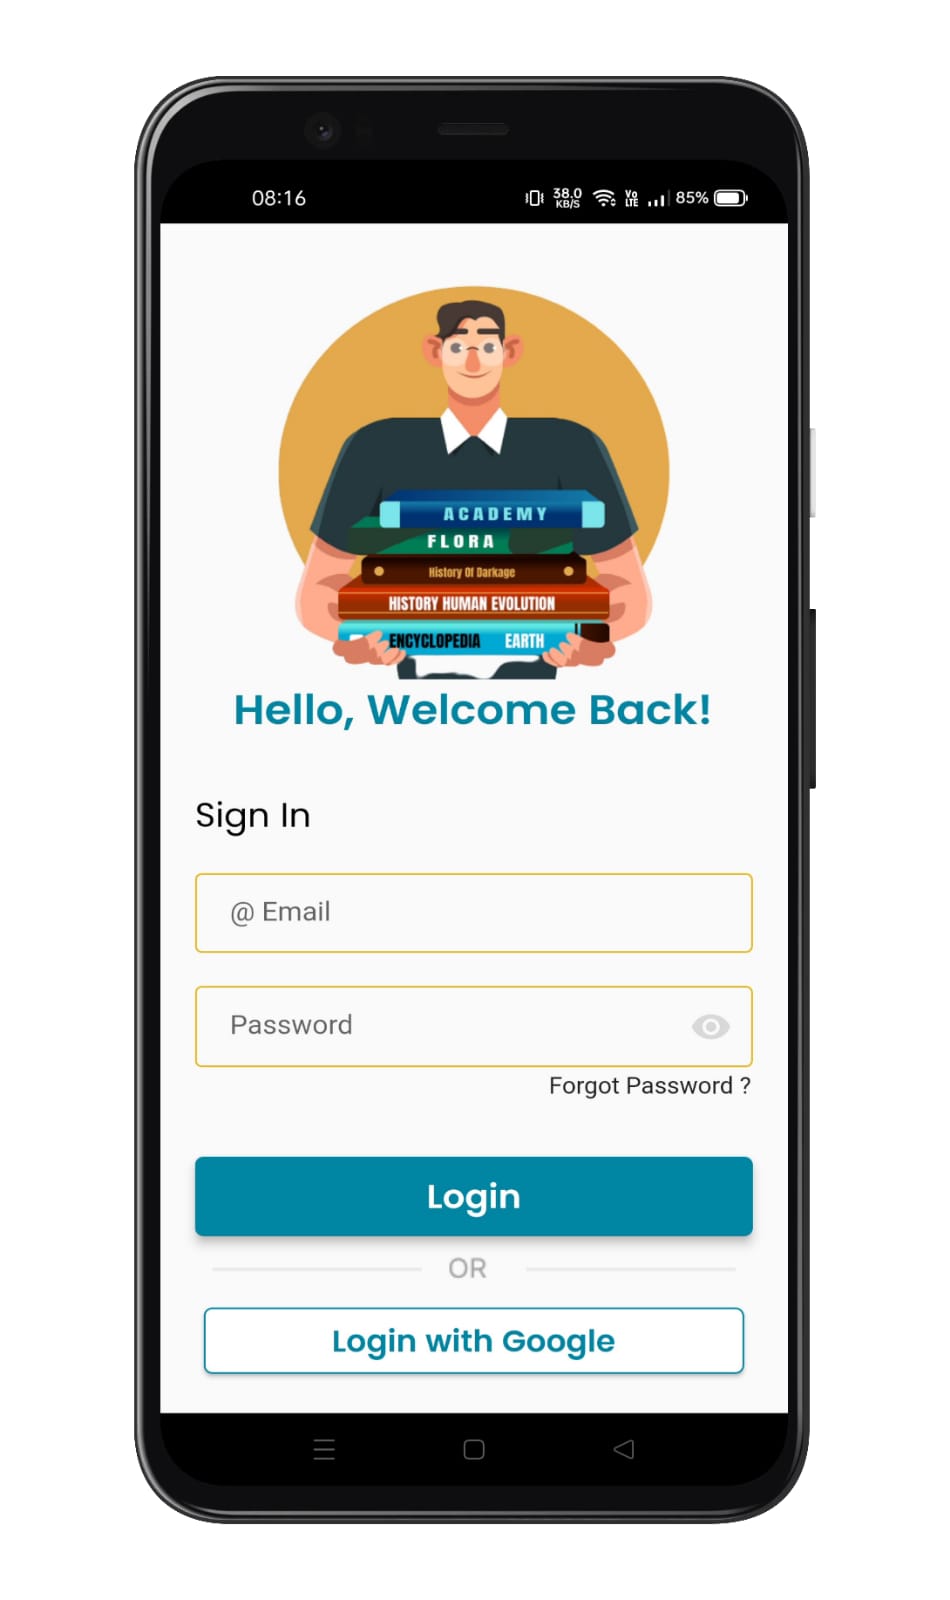 08:16 38.0 KB/S Vo LTE 85%
ACADEMY
FLORA
History Of Darkage
HISTORY HUMAN EVOLUTION
ENCYCLOPEDIA EARTH
Hello, Welcome Back!
Sign In
@ Email
Password
Forgot Password ?
Login
OR
Login with Google